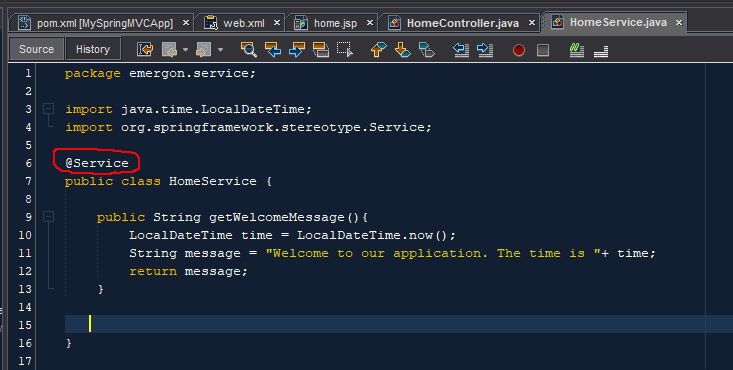 pom.xml [MySpringMVCApp]
web.xml
home.jsp
HomeController.java
HomeService.java
Source
History
1 package emergon.service;
2
3 import java.time.LocalDateTime;
4 import org.springframework.stereotype.Service;
5
6 @Service
7 public class HomeService {
8
9 public String getWelcomeMessage(){
10 LocalDateTime time = LocalDateTime.now();
11 String message = "Welcome to our application. The time is "+ time;
12 return message;
13 }
14
15
16 }
17